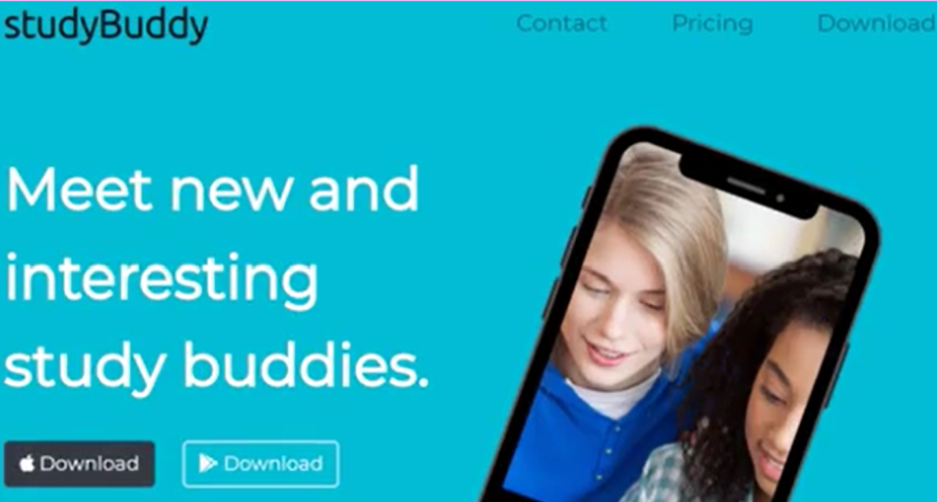 studyBuddy
Contact Pricing Download
Meet new and
interesting
study buddies.
Download Download